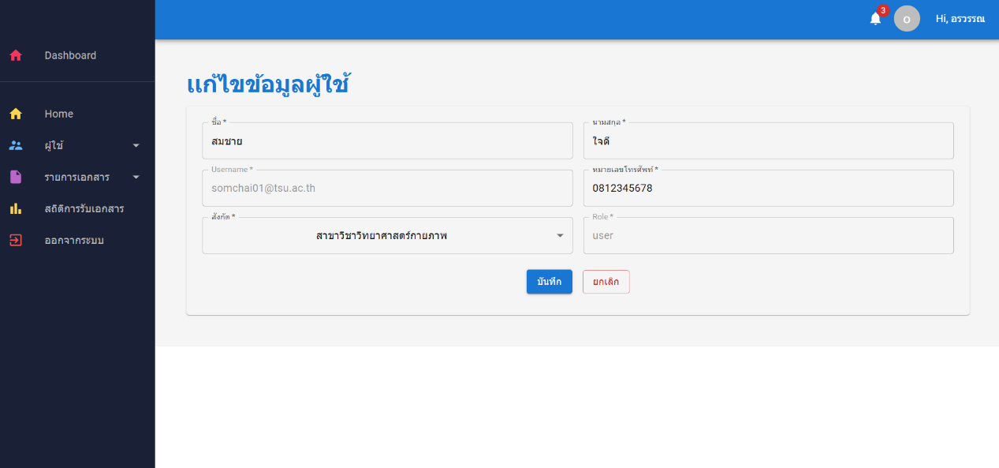 3
O
Hi, อรวรรณ
Dashboard
Home
ผู้ใช้
รายการเอกสาร
สถิติการรับเอกสาร
ออกจากระบบ
แก้ไขข้อมูลผู้ใช้
ชื่อ *
สมชาย
นามสกุล *
ใจดี
Username *
somchai01@tsu.ac.th
หมายเลขโทรศัพท์ *
0812345678
สังกัด *
สาขาวิชาวิทยาศาสตร์กายภาพ
Role *
user
บันทึก
ยกเลิก